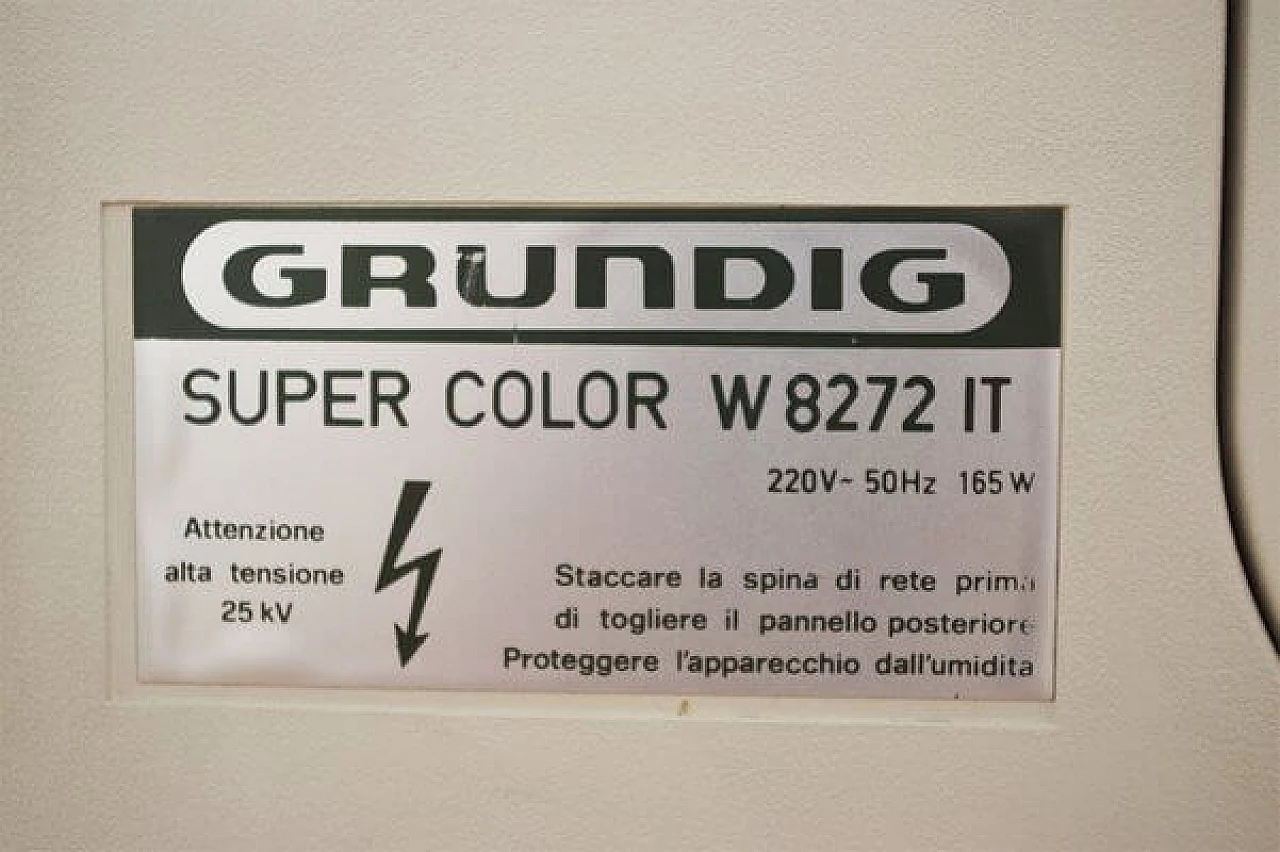 GRUNDIG
SUPER COLOR W 8272 IT
220V~ 50Hz 165 W
Attenzione
alta tensione
25 kV
Staccare la spina di rete prima
di togliere il pannello posteriore
Proteggere l'apparecchio dall'umidita